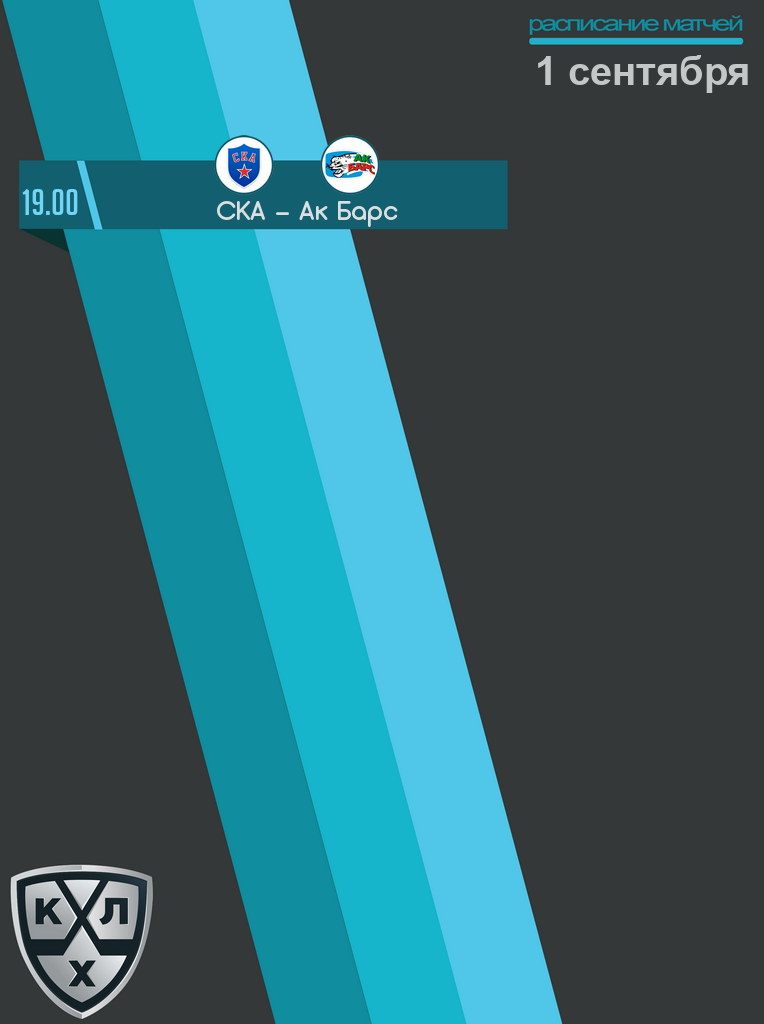 расписание матчей
1 сентября
СКА
АК
БАРС
19.00
СКА – Ак Барс
К Л
Х